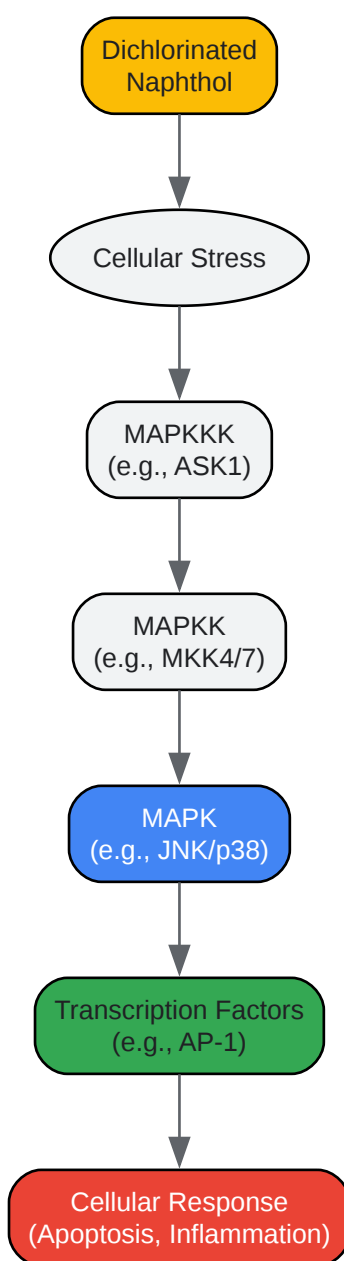 Dichlorinated
Naphthol
Cellular Stress
MAPKKK
(e.g., ASK1)
MAPKK
(e.g., MKK4/7)
MAPK
(e.g., JNK/p38)
Transcription Factors
(e.g., AP-1)
Cellular Response
(Apoptosis, Inflammation)